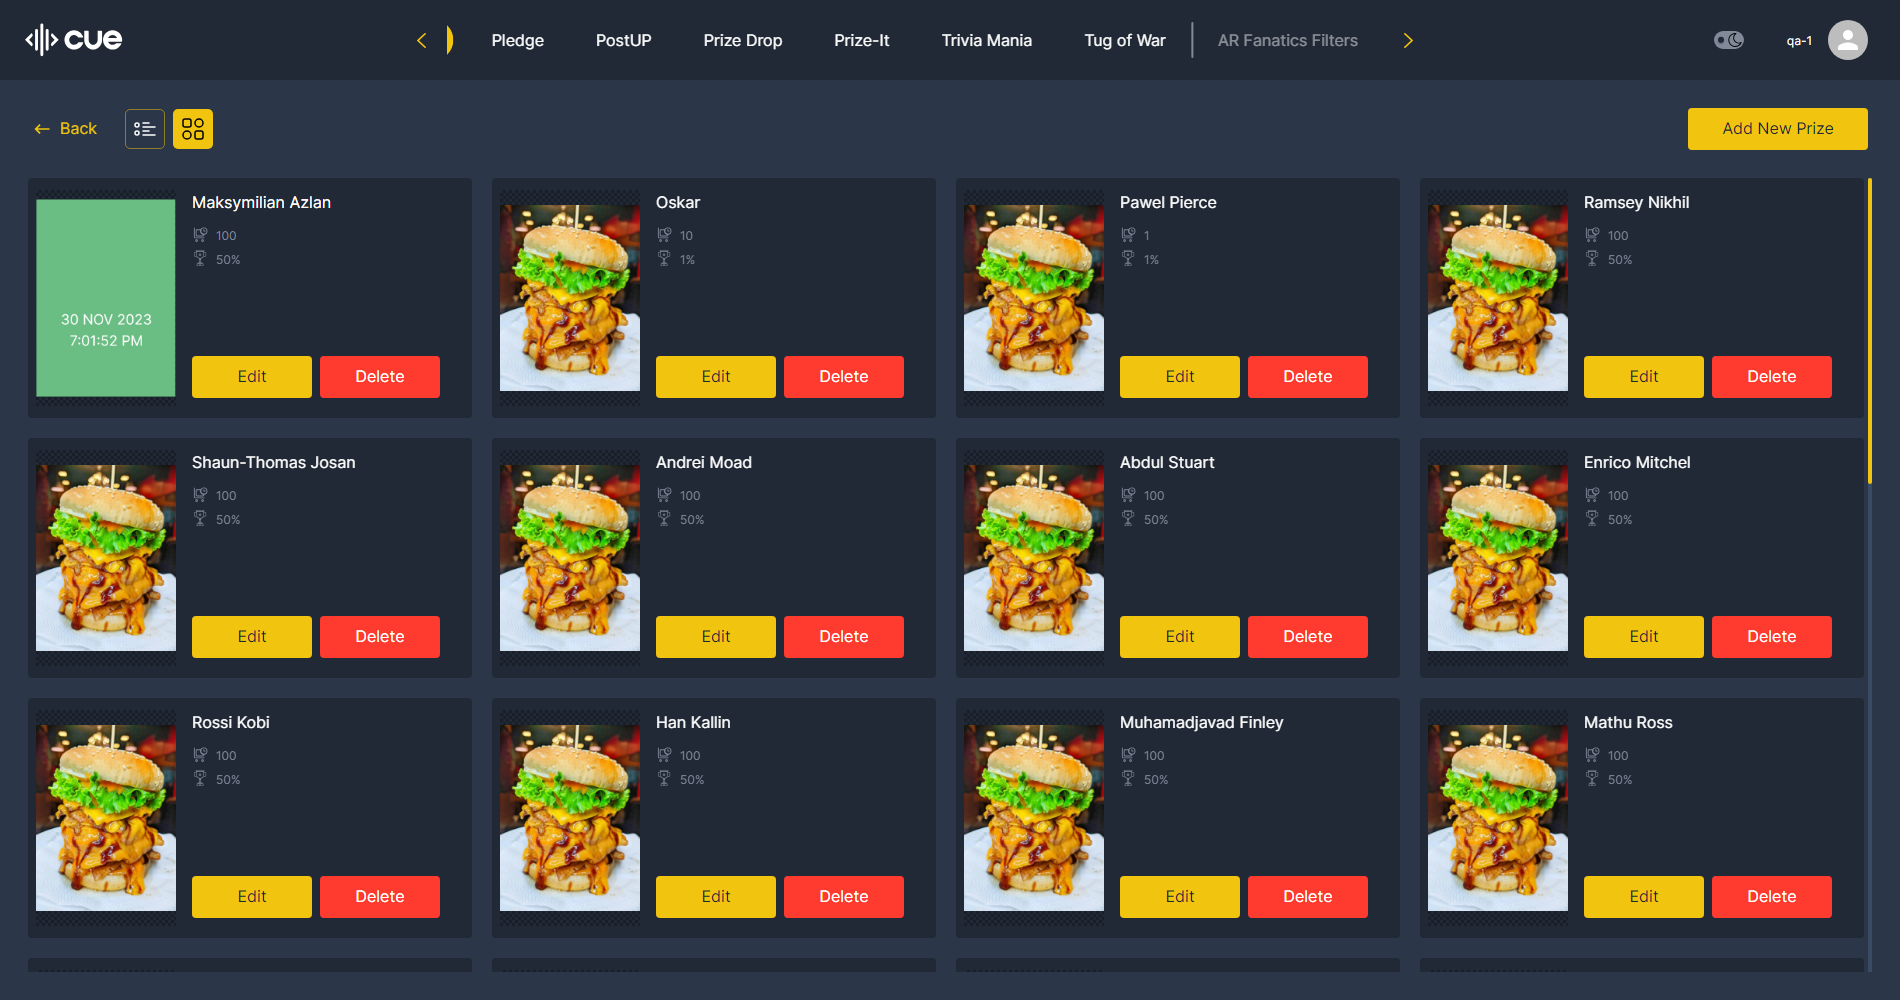 cue
Pledge
PostUP
Prize Drop
Prize-It
Trivia Mania
Tug of War
AR Fanatics Filters
qa-1
Back
Add New Prize
30 NOV 2023
7:01:52 PM
Maksymilian Azlan
100
50%
Edit
Delete
Oskar
10
1%
Edit
Delete
Pawel Pierce
1
1%
Edit
Delete
Ramsey Nikhil
100
50%
Edit
Delete
Shaun-Thomas Josan
100
50%
Edit
Delete
Andrei Moad
100
50%
Edit
Delete
Abdul Stuart
100
50%
Edit
Delete
Enrico Mitchel
100
50%
Edit
Delete
Rossi Kobi
100
50%
Edit
Delete
Han Kallin
100
50%
Edit
Delete
Muhamadjavad Finley
100
50%
Edit
Delete
Mathu Ross
100
50%
Edit
Delete